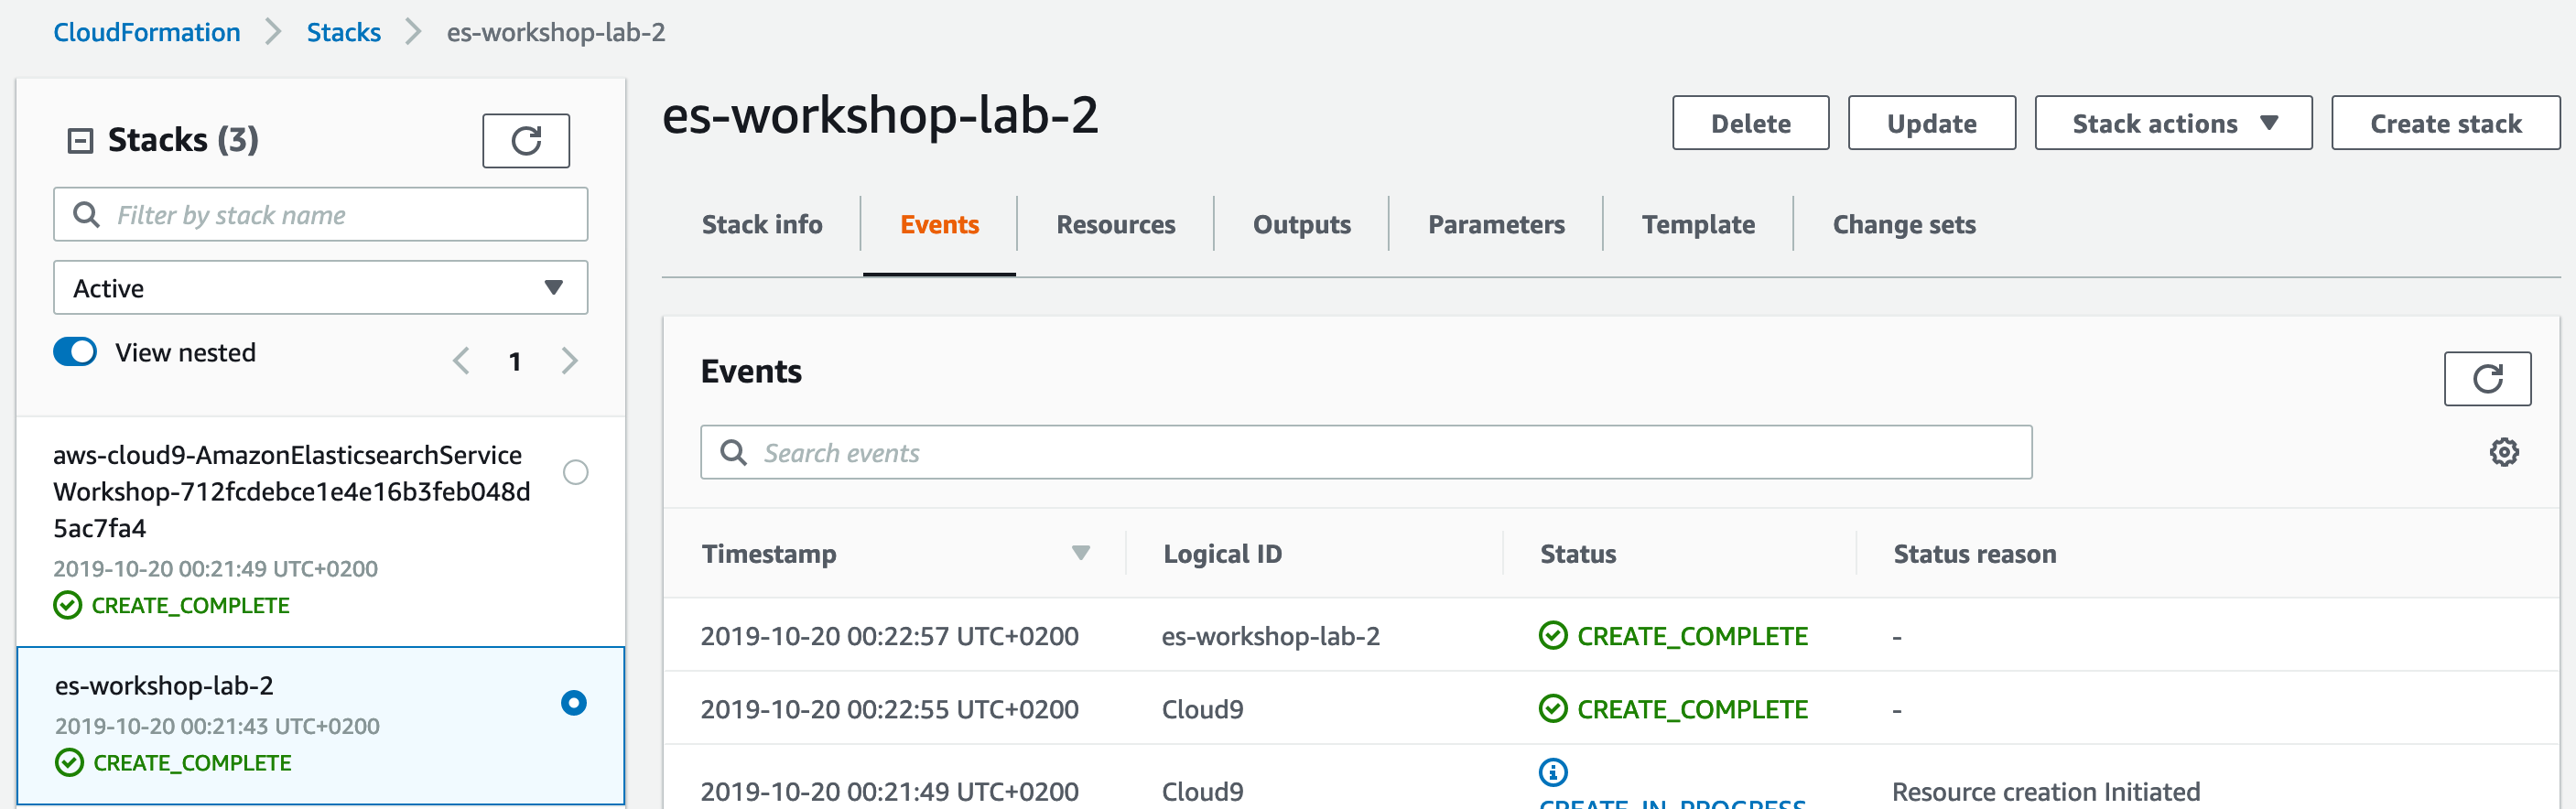 CloudFormation > Stacks > es-workshop-lab-2
Stacks (3)
Filter by stack name
Active
View nested
1
aws-cloud9-AmazonElasticsearchService
Workshop-712fcdebce1e4e16b3feb048d
5ac7fa4
2019-10-20 00:21:49 UTC+0200
CREATE_COMPLETE
es-workshop-lab-2
2019-10-20 00:21:43 UTC+0200
CREATE_COMPLETE
es-workshop-lab-2
Delete
Update
Stack actions
Create stack
Stack info
Events
Resources
Outputs
Parameters
Template
Change sets
Events
Search events
Timestamp Logical ID Status Status reason
2019-10-20 00:22:57 UTC+0200 es-workshop-lab-2 CREATE_COMPLETE -
2019-10-20 00:22:55 UTC+0200 Cloud9 CREATE_COMPLETE -
2019-10-20 00:21:49 UTC+0200 Cloud9 CREATE_IN_PROGRESS Resource creation Initiated